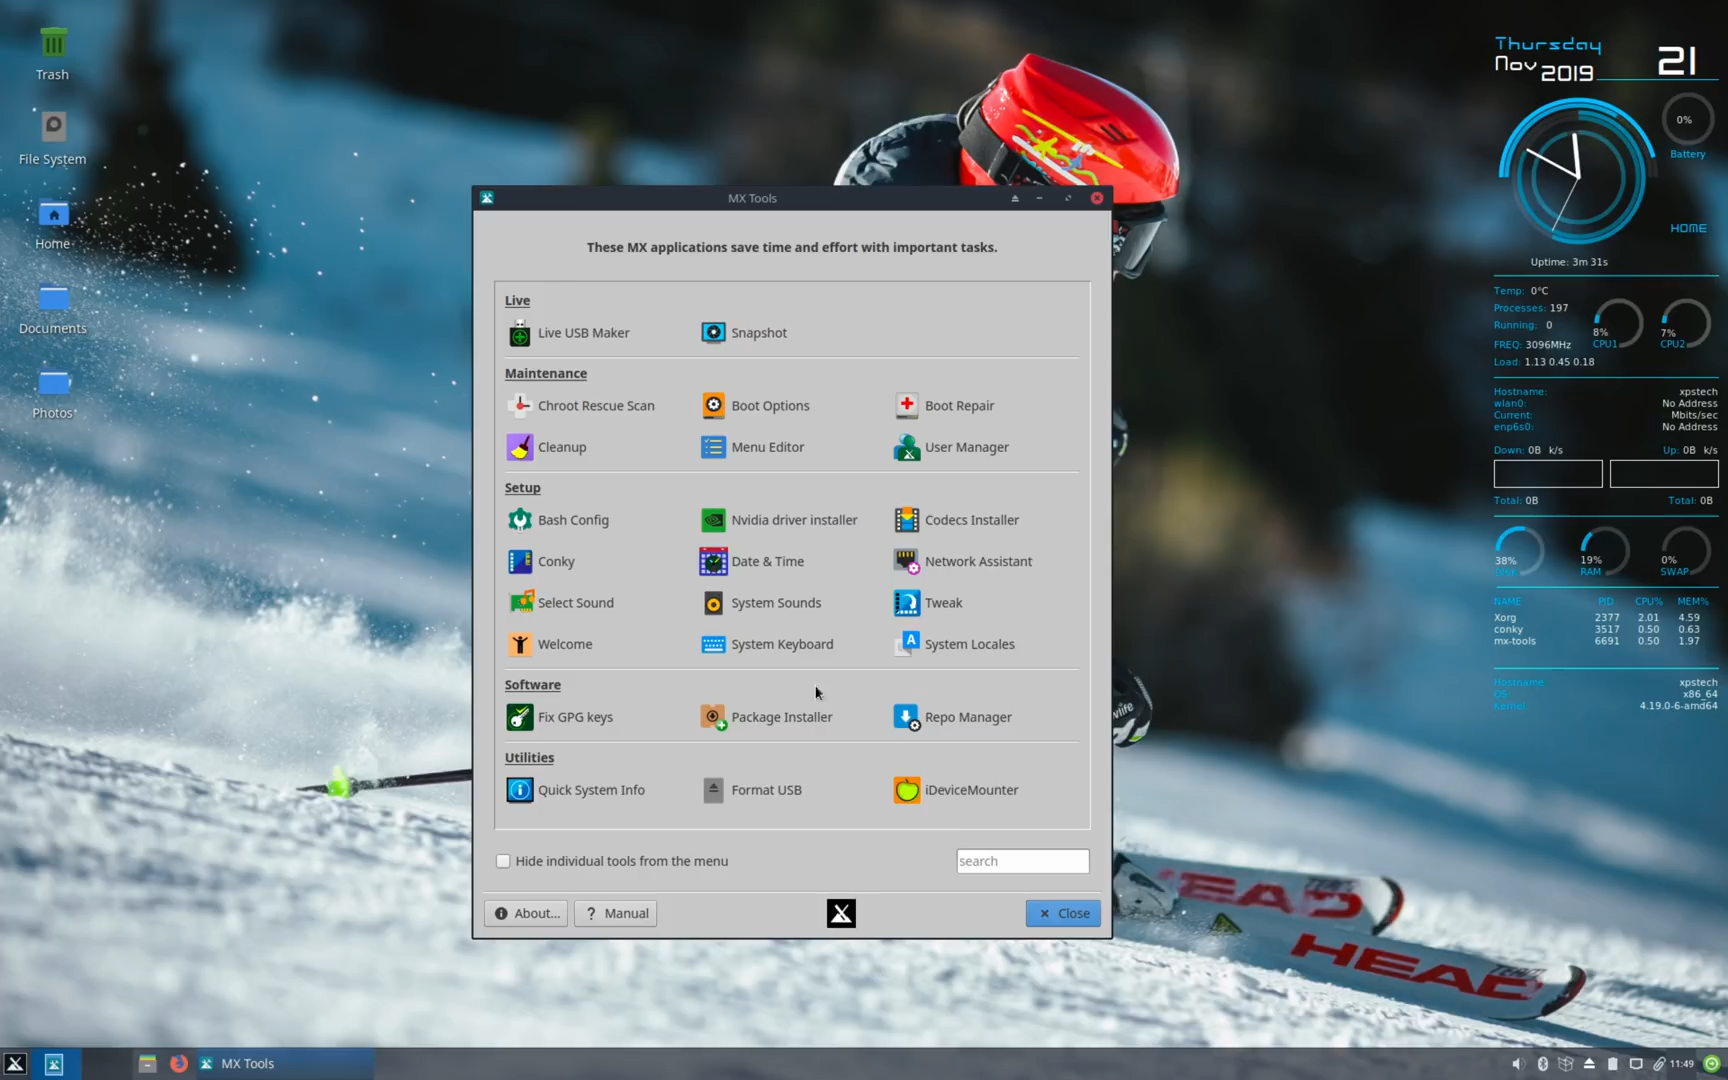 Trash
File System
Home
Documents
Photos
MX Tools
These MX applications save time and effort with important tasks.
Live
Live USB Maker
Snapshot
Maintenance
Chroot Rescue Scan
Boot Options
Boot Repair
Cleanup
Menu Editor
User Manager
Setup
Bash Config
Nvidia driver installer
Codecs Installer
Conky
Date & Time
Network Assistant
Select Sound
System Sounds
Tweak
Welcome
System Keyboard
System Locales
Software
Fix GPG keys
Package Installer
Repo Manager
Utilities
Quick System Info
Format USB
iDeviceMounter
Hide individual tools from the menu
search
About...
? Manual
Close
Thursday
Nov 2019
21
0%
Battery
HOME
Uptime: 3m 31s
Temp: 0°C
Processes: 197
Running: 0
FREQ: 3096MHz
Load: 1.13 0.45 0.18
8%
CPU1
7%
CPU2
Hostname: xpstech
wlan0: No Address
Current: Mbits/sec
enp6s0: No Address
Down: 0B k/s
Up: 0B k/s
Total: 0B
Total: 0B
38%
19%
RAM
0%
SWAP
NAME PID CPU% MEM%
Xorg 2377 2.01 4.59
conky 3517 0.50 0.63
mx-tools 6691 0.50 1.97
Hostname: xpstech
OS: x86_64
Kernel: 4.19.0-6-amd64
EAD
HEAD
MX Tools
11:49